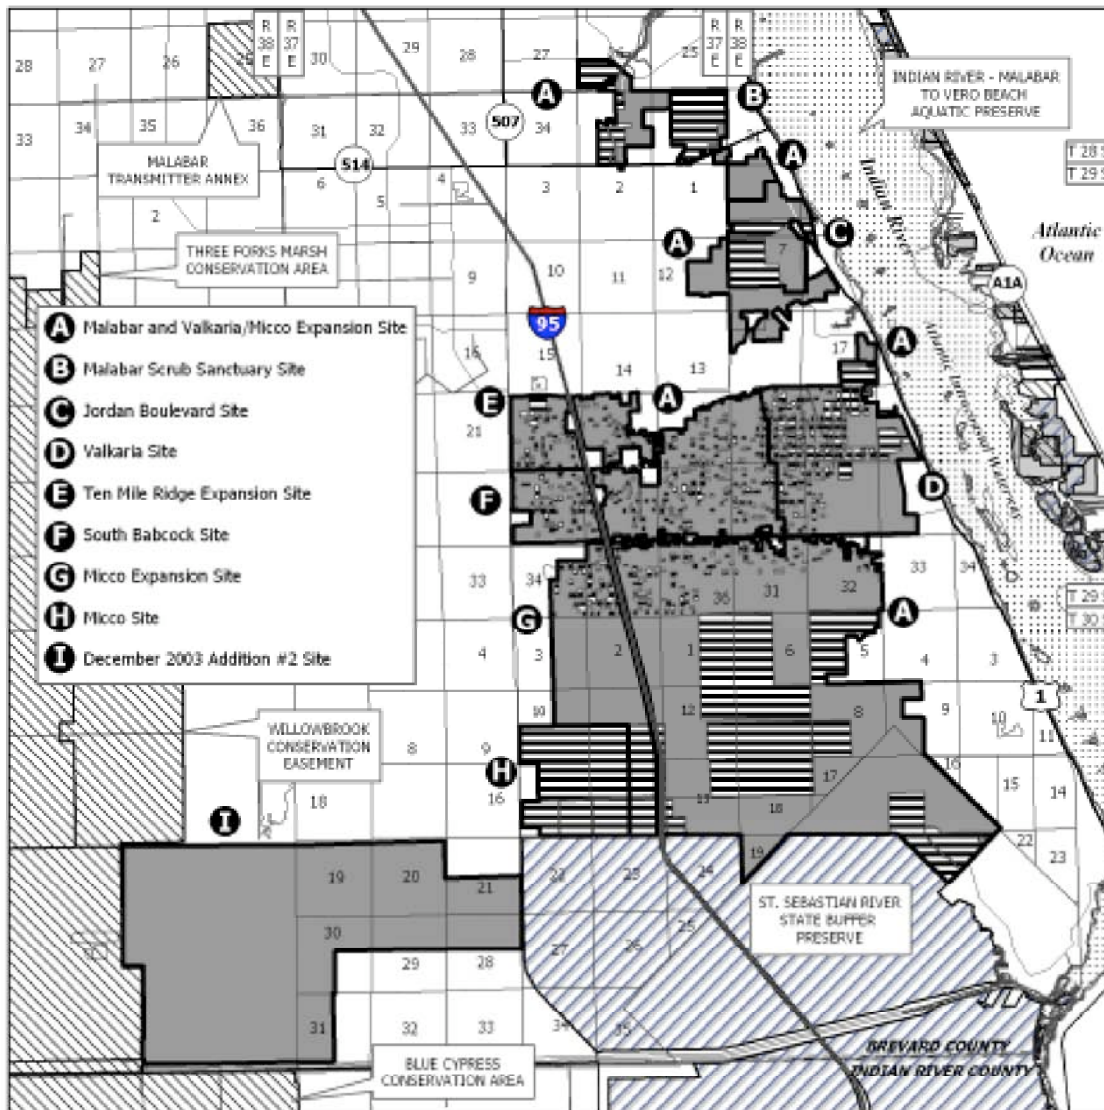 R
38
E
R
37
E
30
29
28
27
25
R
37
E
R
38
E
28
27
26
25
A
B
INDIAN RIVER - MALABAR
TO VERO BEACH
AQUATIC PRESERVE
33
34
35
36
31
32
33
507
34
MALABAR
TRANSMITTER ANNEX
514
A
T 28 S
T 29 S
6
5
4
3
2
1
2
Indian River
Atlantic
Ocean
THREE FORKS MARSH
CONSERVATION AREA
A
7
C
9
10
11
12
A1A
95
Atlantic Intracoastal Waterway
A Malabar and Valkaria/Micco Expansion Site
B Malabar Scrub Sanctuary Site
C Jordan Boulevard Site
D Valkaria Site
E Ten Mile Ridge Expansion Site
F South Babcock Site
G Micco Expansion Site
H Micco Site
I December 2003 Addition #2 Site
16
15
14
13
17
A
E
A
21
F
D
33
34
36
31
32
33
34
T 29 S
T 30 S
G
A
4
3
2
1
6
5
4
3
1
WILLOWBROOK
CONSERVATION
EASEMENT
8
9
10
12
8
9
10
11
H
16
17
16
15
14
18
I
13
18
19
22
23
19
20
21
22
23
24
ST. SEBASTIAN RIVER
STATE BUFFER
PRESERVE
30
27
26
25
29
28
31
32
33
34
35
BREVARD COUNTY
INDIAN RIVER COUNTY
BLUE CYPRESS
CONSERVATION AREA